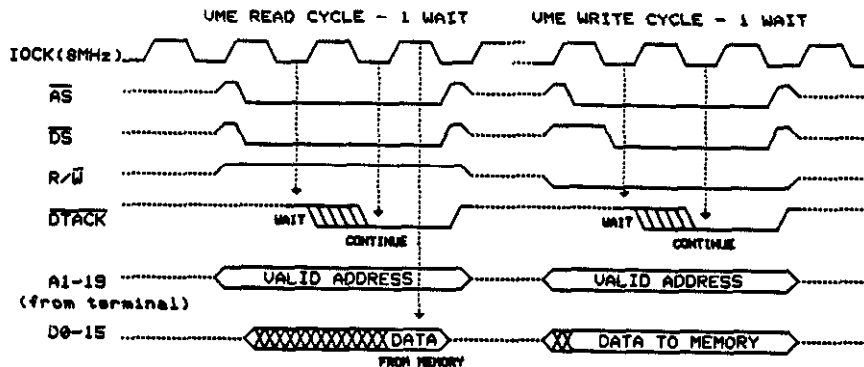 VME READ CYCLE - 1 WAIT
VME WRITE CYCLE - 1 WAIT
IOCK(8MHz)
AS
DS
R/W
DTACK
WAIT
CONTINUE
WAIT
CONTINUE
A1-19
(from terminal)
VALID ADDRESS
VALID ADDRESS
D0-15
DATA
DATA TO MEMORY
FROM MEMORY